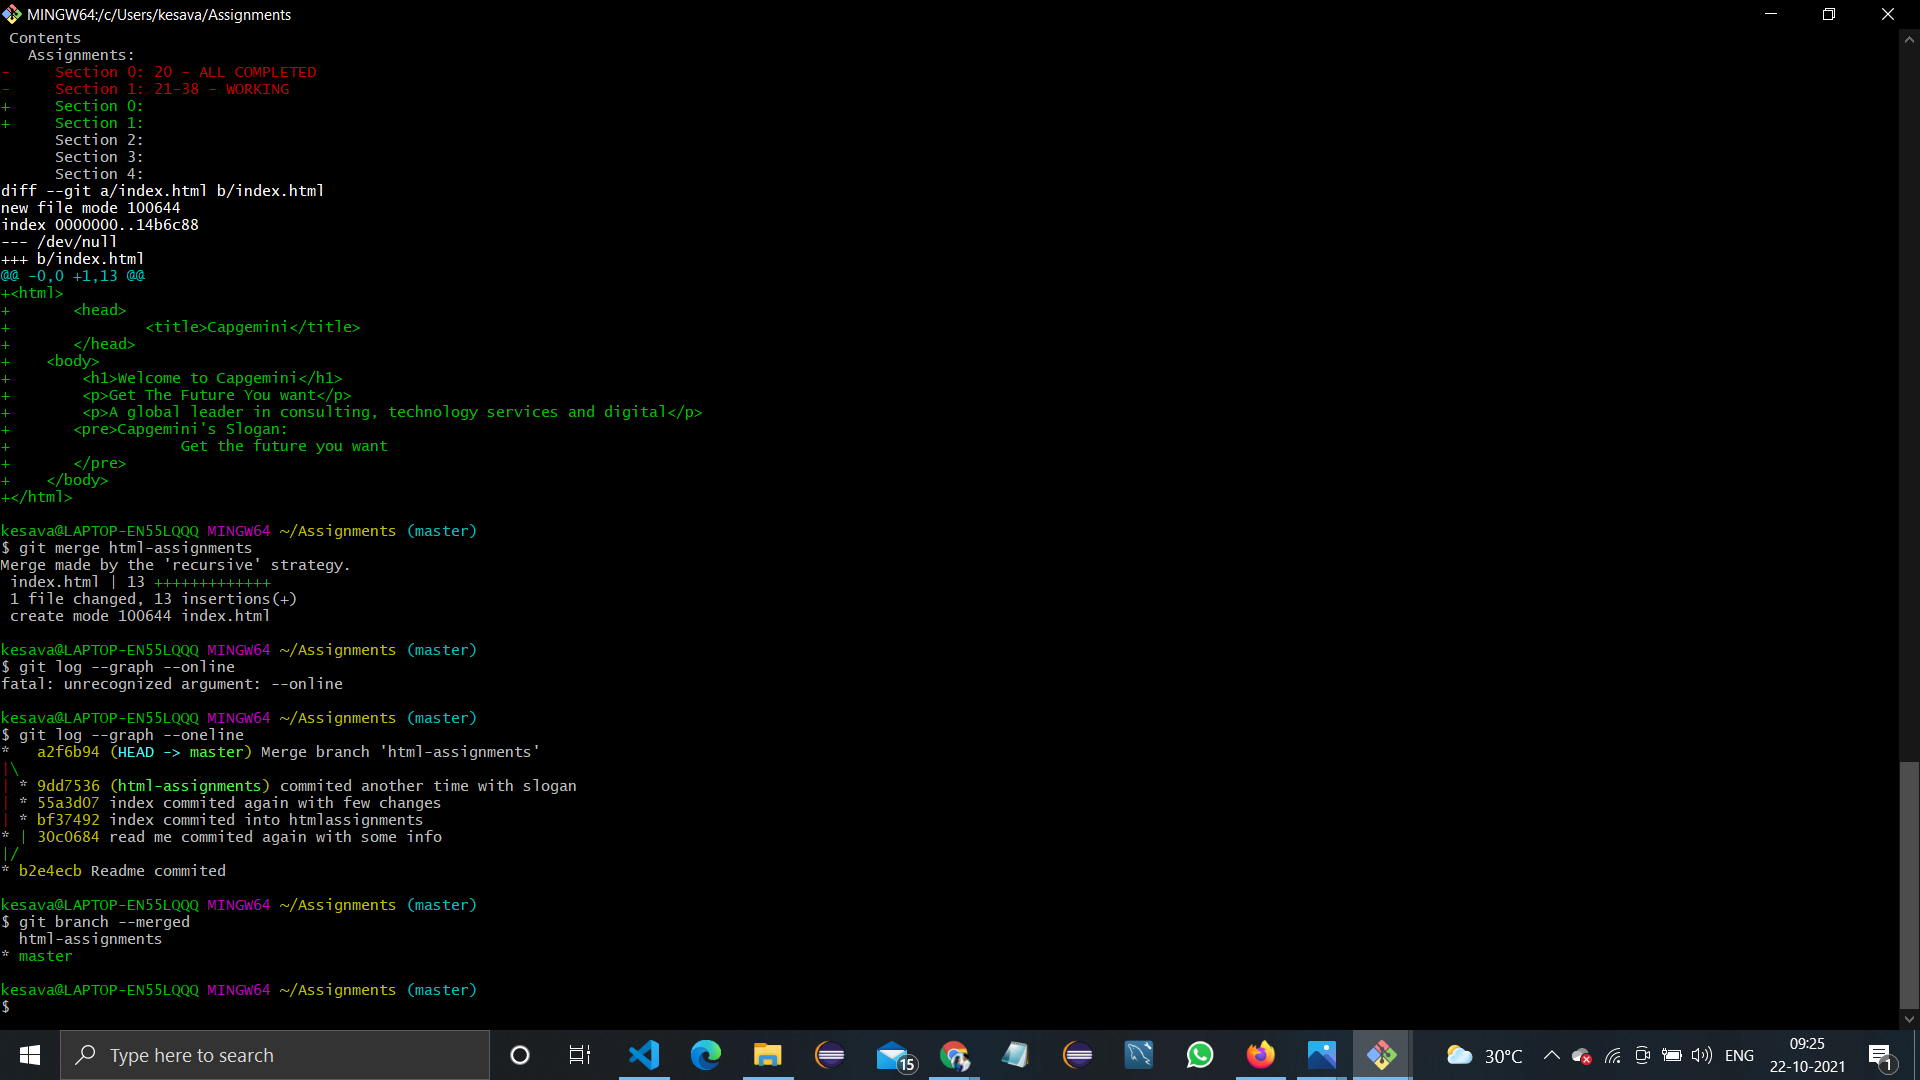 MINGW64:/c/Users/kesava/Assignments
 Contents
   Assignments:
-     Section 0: 20 - ALL COMPLETED
-     Section 1: 21-38 - WORKING
+     Section 0:
+     Section 1:
      Section 2:
      Section 3:
      Section 4:
diff --git a/index.html b/index.html
new file mode 100644
index 0000000..14b6c88
--- /dev/null
+++ b/index.html
@@ -0,0 +1,13 @@
+<html>
+       <head>
+               <title>Capgemini</title>
+       </head>
+    <body>
+        <h1>Welcome to Capgemini</h1>
+        <p>Get The Future You want</p>
+        <p>A global leader in consulting, technology services and digital</p>
+       <pre>Capgemini's Slogan:
+                   Get the future you want
+       </pre>
+    </body>
+</html>
kesava@LAPTOP-EN55LQQQ MINGW64 ~/Assignments (master)
$ git merge html-assignments
Merge made by the 'recursive' strategy.
 index.html | 13 +++++++++++++
 1 file changed, 13 insertions(+)
 create mode 100644 index.html
kesava@LAPTOP-EN55LQQQ MINGW64 ~/Assignments (master)
$ git log --graph --online
fatal: unrecognized argument: --online
kesava@LAPTOP-EN55LQQQ MINGW64 ~/Assignments (master)
$ git log --graph --oneline
*   a2f6b94 (HEAD -> master) Merge branch 'html-assignments'
|\
| * 9dd7536 (html-assignments) commited another time with slogan
| * 55a3d07 index commited again with few changes
| * bf37492 index commited into htmlassignments
* | 30c0684 read me commited again with some info
|/
* b2e4ecb Readme commited
kesava@LAPTOP-EN55LQQQ MINGW64 ~/Assignments (master)
$ git branch --merged
  html-assignments
* master
kesava@LAPTOP-EN55LQQQ MINGW64 ~/Assignments (master)
$
Type here to search
15
30°C
ENG
09:25
22-10-2021
1